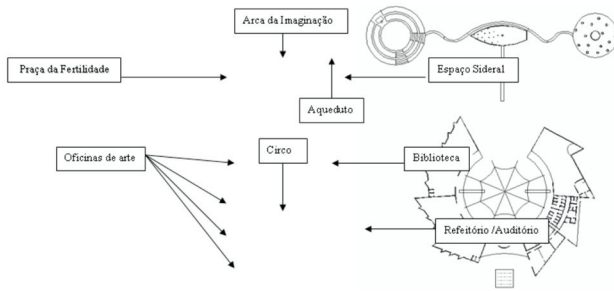 Arca da Imaginação
Praça da Fertilidade
Espaço Sideral
Aqueduto
Circo
Oficinas de arte
Biblioteca
Refeitório /Auditório